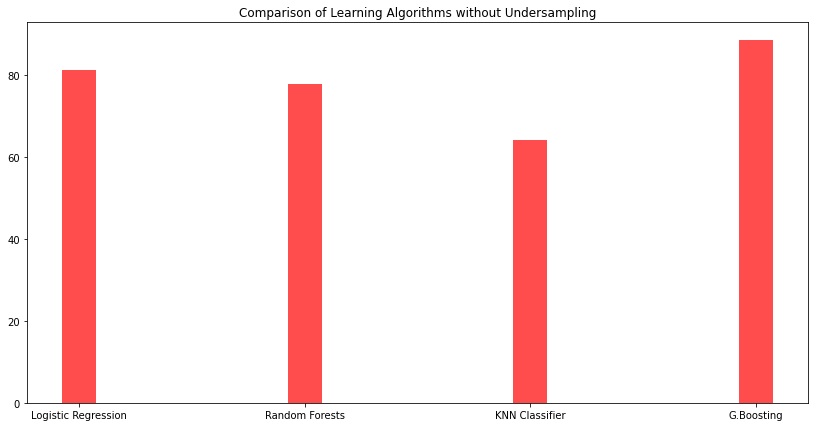 Comparison of Learning Algorithms without Undersampling
80
60
40
20
0
Logistic Regression Random Forests KNN Classifier G.Boosting